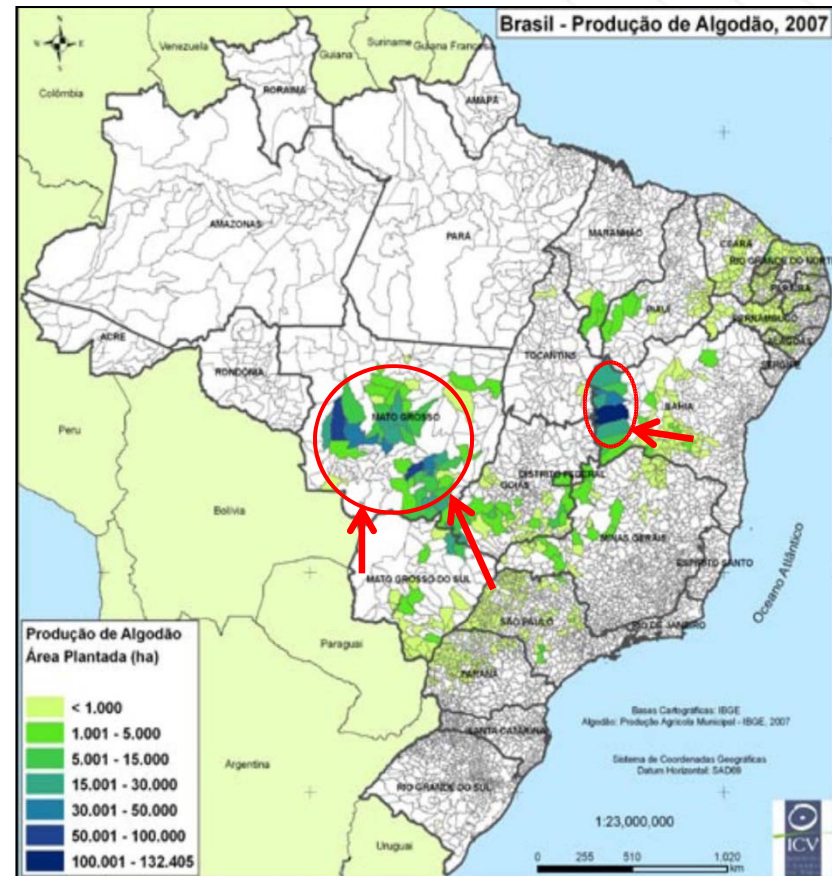 Brasil - Produção de Algodão, 2007
N
W
E
S
Venezuela
Suriname
Guiana Francesa
Guiana
Colômbia
RORAIMA
AMAPÁ
AMAZONAS
PARÁ
MARANHÃO
CEARÁ
RIO GRANDE DO NORTE
PARAÍBA
PIAUÍ
PERNAMBUCO
ALAGOAS
SERGIPE
ACRE
RONDÔNIA
TOCANTINS
BAHIA
MATO GROSSO
Peru
Bolívia
DISTRITO FEDERAL
GOIÁS
MINAS GERAIS
ESPÍRITO SANTO
MATO GROSSO DO SUL
Oceano Atlântico
SÃO PAULO
RIO DE JANEIRO
Paraguai
PARANÁ
SANTA CATARINA
Argentina
RIO GRANDE DO SUL
Uruguai
Produção de Algodão
Área Plantada (ha)
< 1.000
1.001 - 5.000
5.001 - 15.000
15.001 - 30.000
30.001 - 50.000
50.001 - 100.000
100.001 - 132.405
Bases Cartográficas: IBGE
Algodão: Produção Agrícola Municipal - IBGE, 2007
Sistema de Coordenadas Geográficas
Datum Horizontal: SAD69
1:23,000,000
0 255 510 1,020
km
ICV